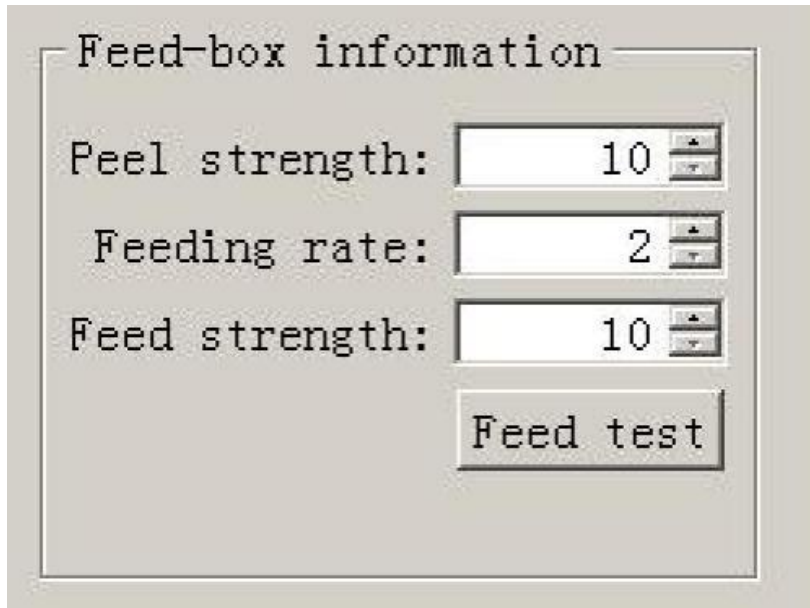 Feed-box information
Peel strength: 10
Feeding rate: 2
Feed strength: 10
Feed test